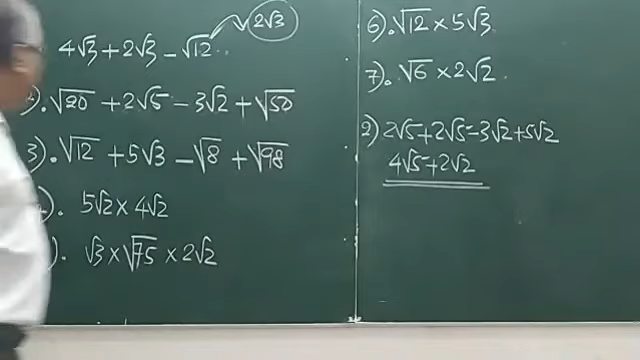 2√3
4√3 + 2√3 − √12
). √20 + 2√5 − 3√2 + √50
3). √12 + 5√3 − √8 + √98
). 5√2 × 4√2
). √3 × √75 × 2√2
6). √12 × 5√3
7). √6 × 2√2
2) 2√5 + 2√5 − 3√2 + 5√2
4√5 + 2√2